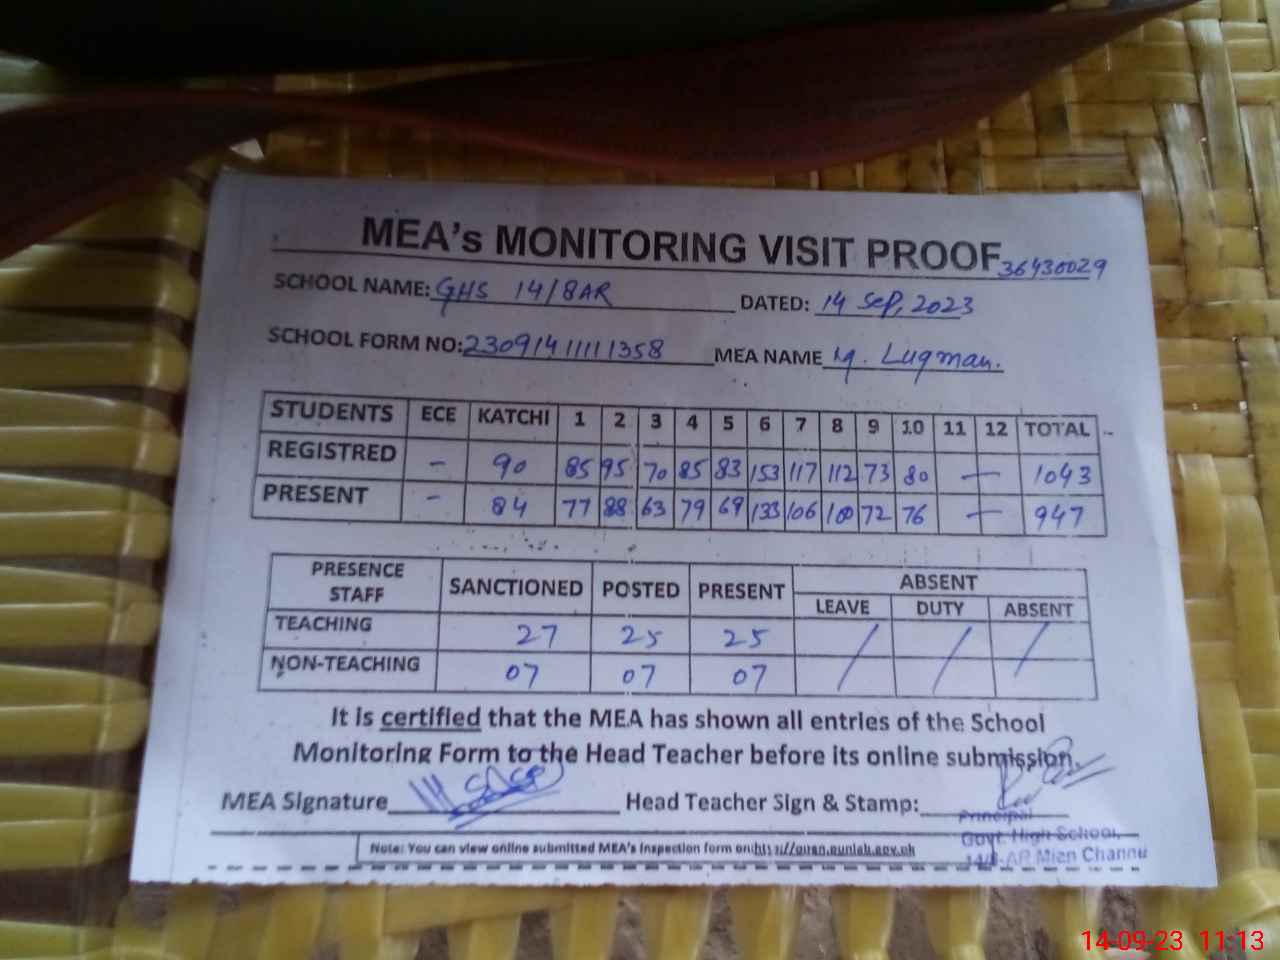 MEA's MONITORING VISIT PROOF 36430029
SCHOOL NAME: GHS 14/8AR DATED: 14 Sep, 2023
SCHOOL FORM NO: 23091411111358 MEA NAME M. Luqman.
STUDENTS ECE KATCHI 1 2 3 4 5 6 7 8 9 10 11 12 TOTAL
REGISTRED - 90 85 95 70 85 83 153 117 112 73 80 — 1043
PRESENT - 84 77 88 63 79 69 133 106 100 72 76 — 947
PRESENCE STAFF SANCTIONED POSTED PRESENT ABSENT
LEAVE DUTY ABSENT
TEACHING 27 25 25 / / /
NON-TEACHING 07 07 07
It is certified that the MEA has shown all entries of the School
Monitoring Form to the Head Teacher before its online submission.
MEA Signature Head Teacher Sign & Stamp:
Principal
Govt. High School,
14/8-AR Mian Channu
Note: You can view online submitted MEA's inspection form on
14-09-23 11:13